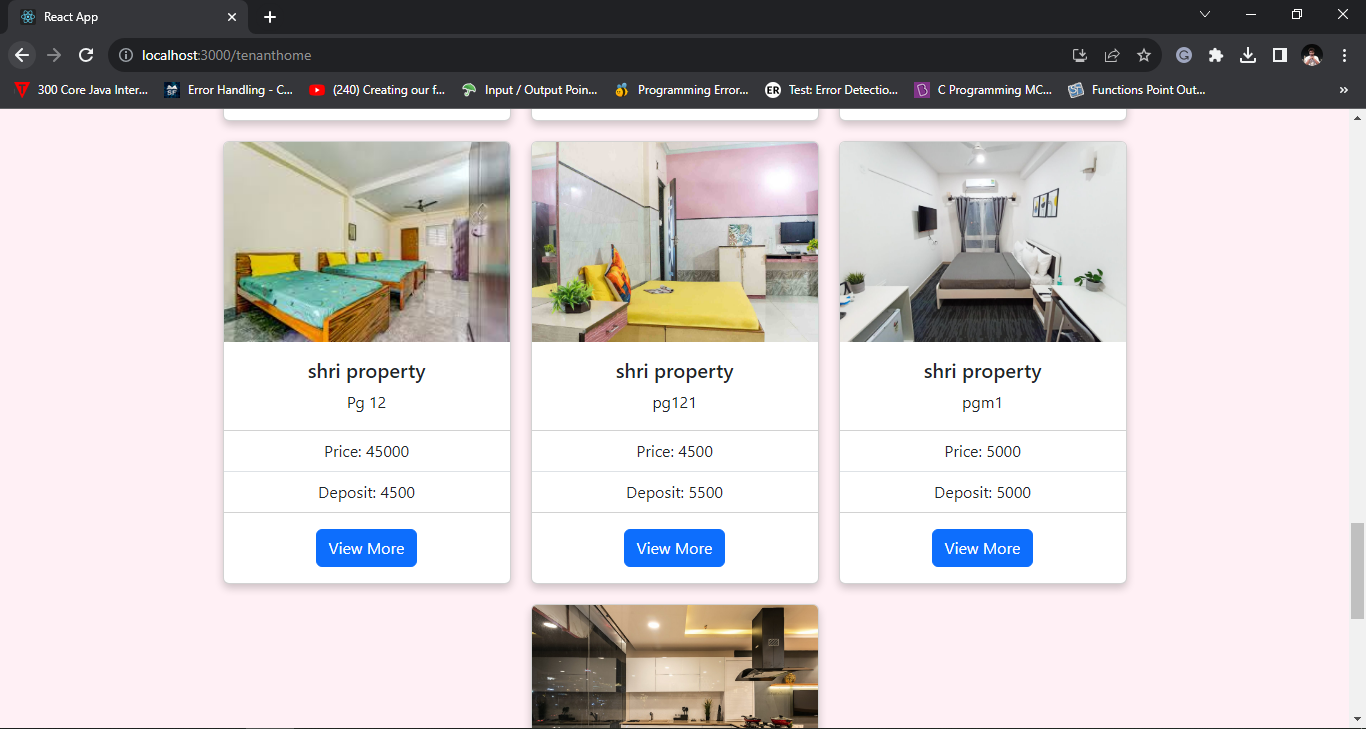 React App
localhost:3000/tenanthome
300 Core Java Inter...
Error Handling - C...
(240) Creating our f...
Input / Output Poin...
Programming Error...
ER
Test: Error Detectio...
C Programming MC...
Functions Point Out...
»
shri property
Pg 12
Price: 45000
Deposit: 4500
View More
shri property
pg121
Price: 4500
Deposit: 5500
View More
shri property
pgm1
Price: 5000
Deposit: 5000
View More